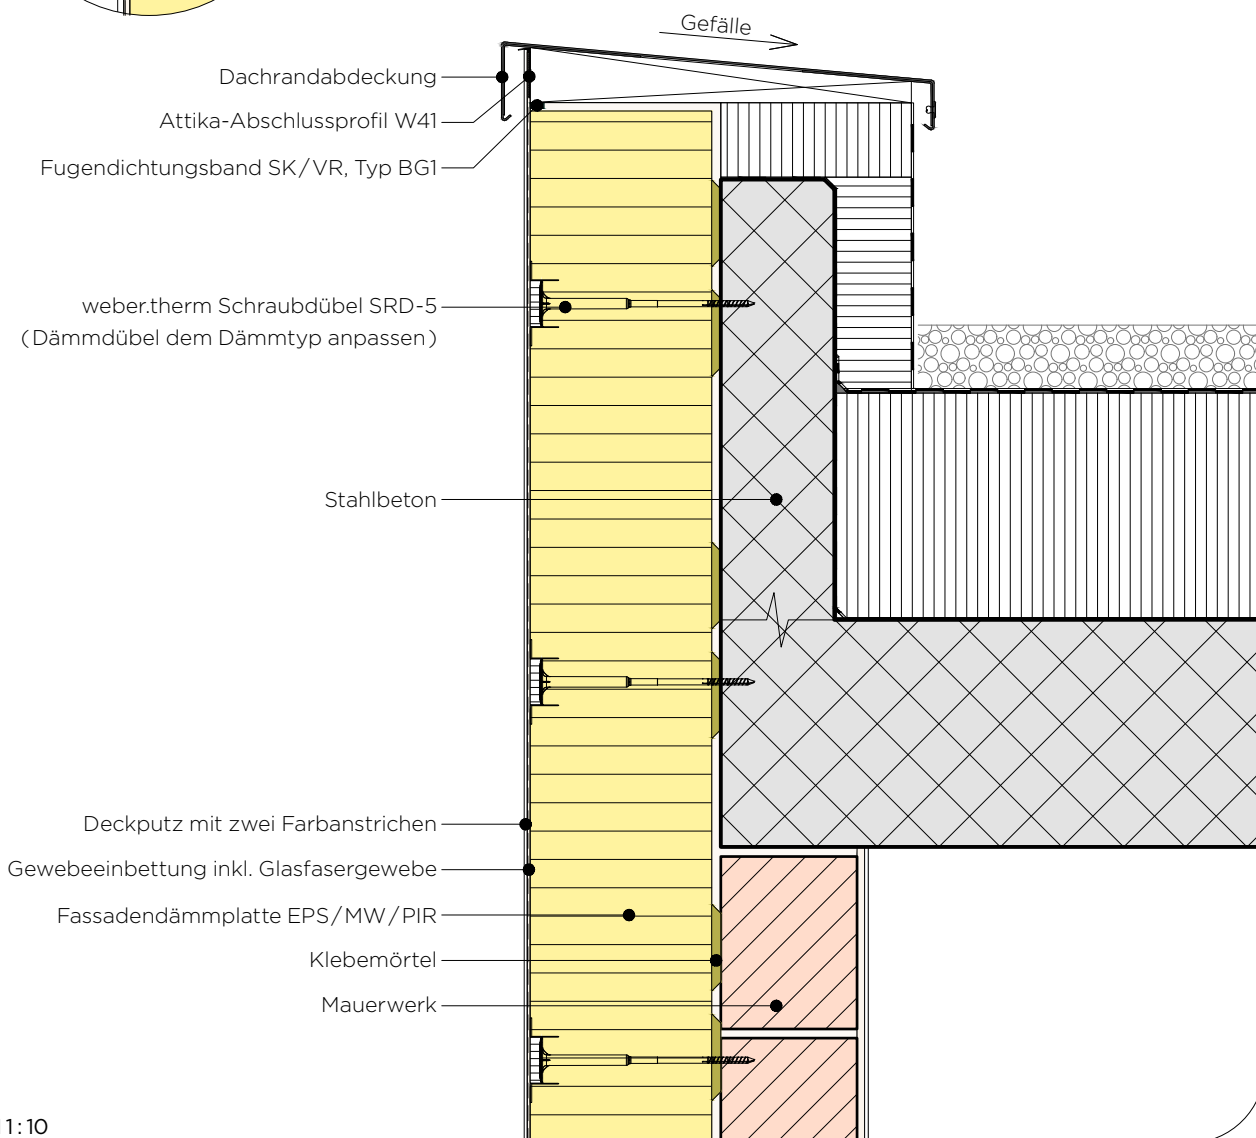 Gefälle
Dachrandabdeckung
Attika-Abschlussprofil W41
Fugendichtungsband SK/VR, Typ BG1
weber.therm Schraubdübel SRD-5
(Dämmdübel dem Dämmtyp anpassen)
Stahlbeton
Deckputz mit zwei Farbanstrichen
Gewebeeinbettung inkl. Glasfasergewebe
Fassadendämmplatte EPS/MW/PIR
Klebemörtel
Mauerwerk
1:10